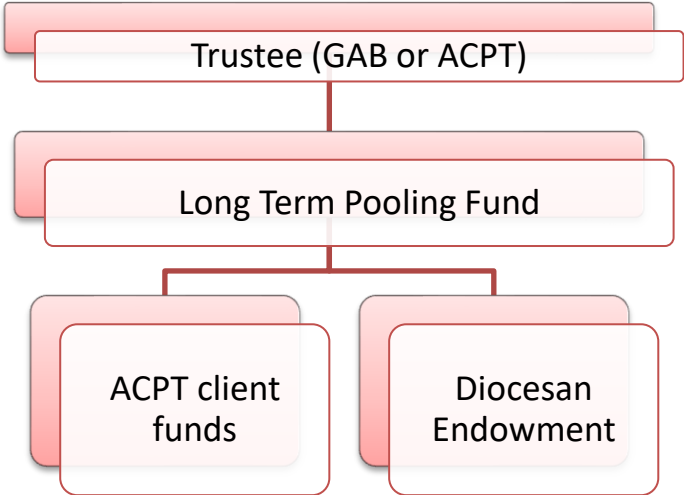 Trustee (GAB or ACPT)
Long Term Pooling Fund
ACPT client
funds
Diocesan
Endowment